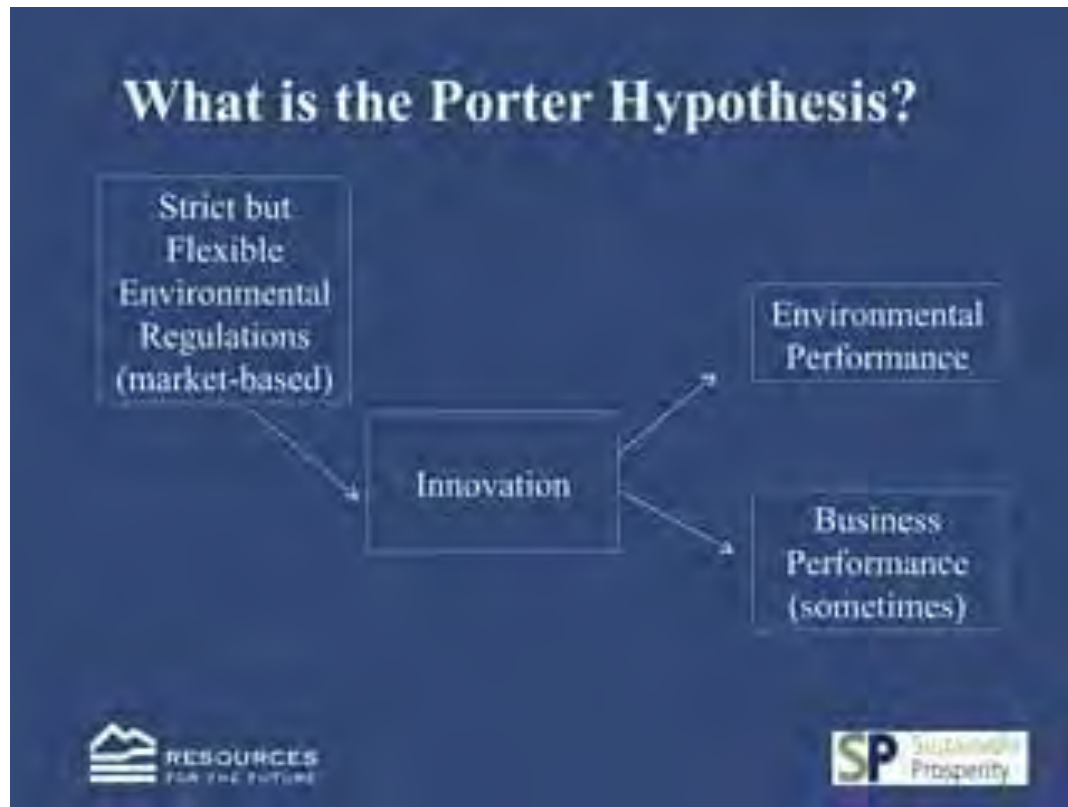 What is the Porter Hypothesis?
Strict but
Flexible
Environmental
Regulations
(market-based)
Innovation
Environmental
Performance
Business
Performance
(sometimes)
RESOURCES
FOR THE FUTURE
SP Sustainable
Prosperity